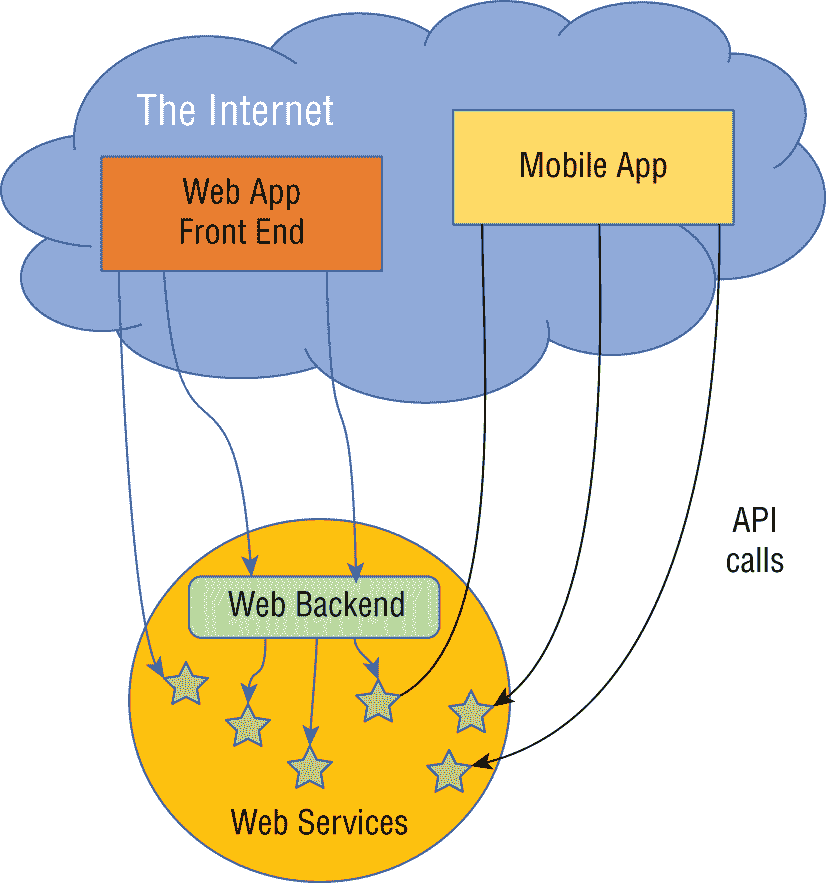 The Internet
Web App
Front End
Mobile App
API
calls
Web Backend
Web Services